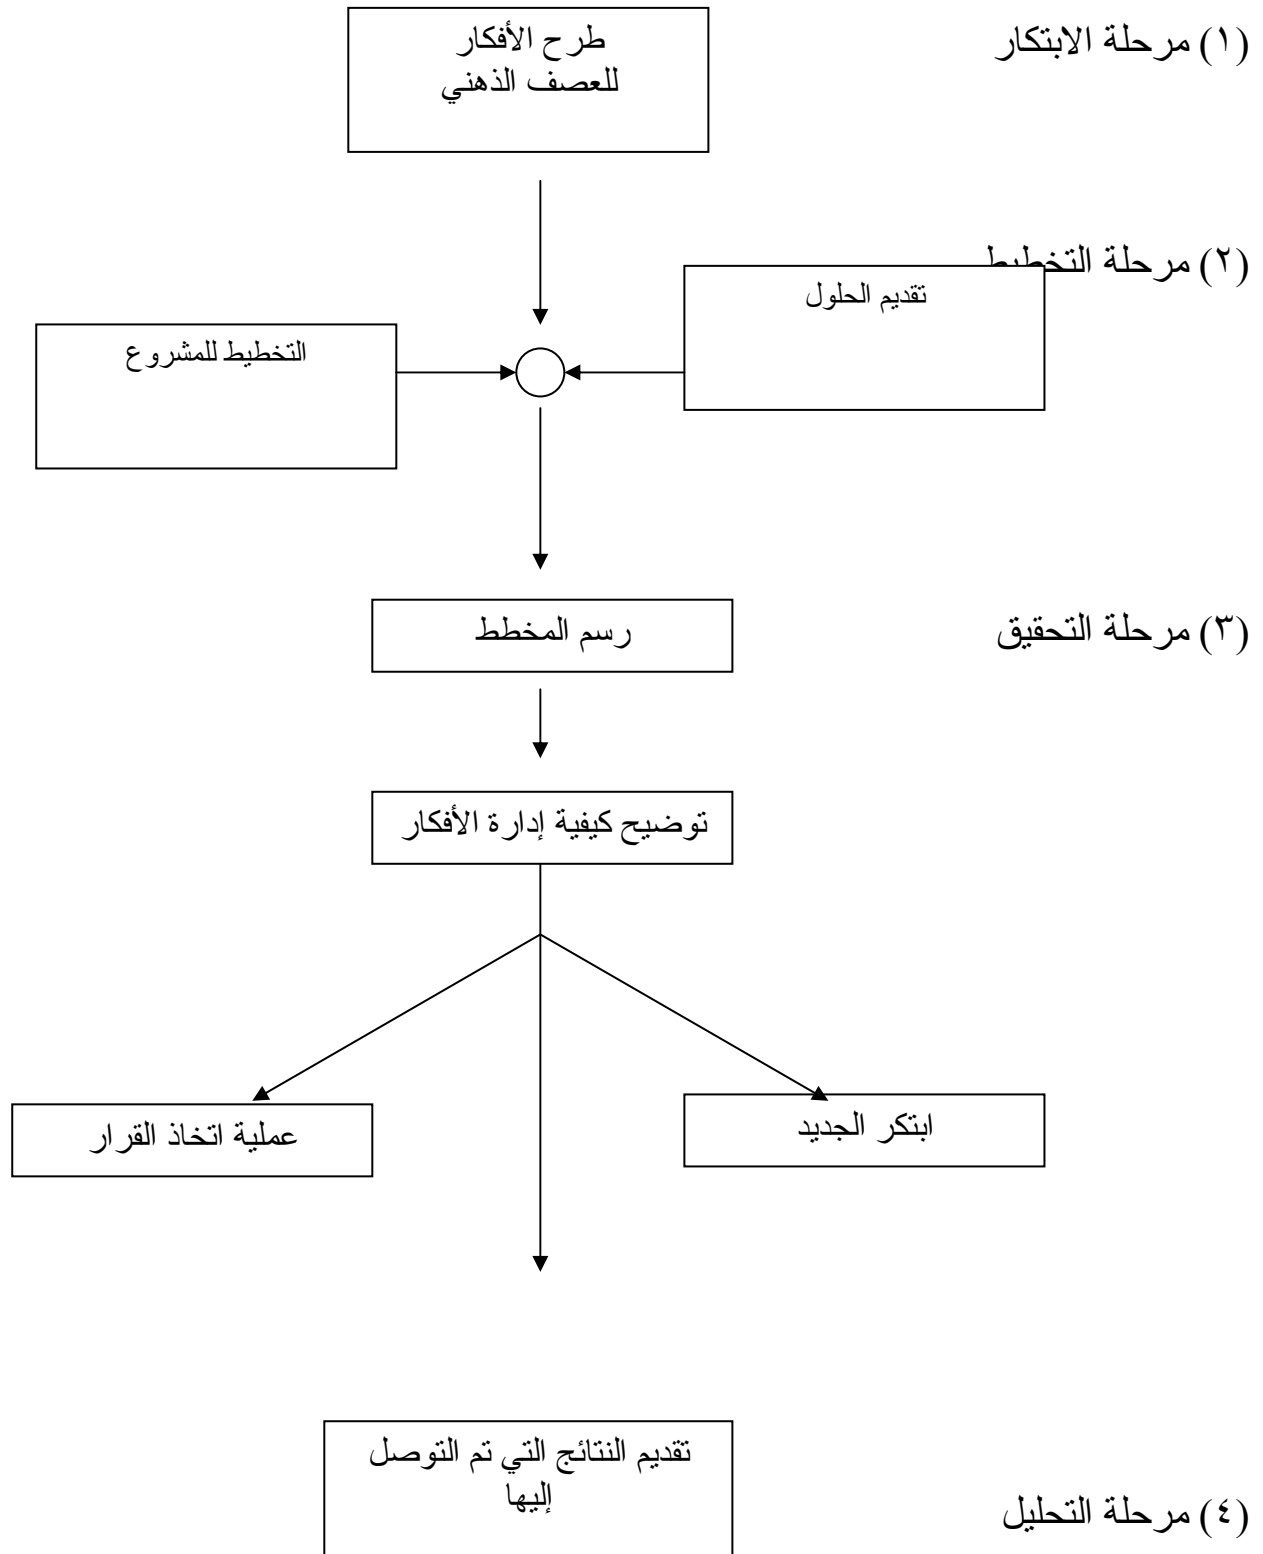 (١) مرحلة الابتكار
طرح الأفكار
للعصف الذهني
(٢) مرحلة التخطيط
تقديم الحلول
التخطيط للمشروع
(٣) مرحلة التحقيق
رسم المخطط
توضيح كيفية إدارة الأفكار
ابتكر الجديد
عملية اتخاذ القرار
تقديم النتائج التي تم التوصل
إليها
(٤) مرحلة التحليل